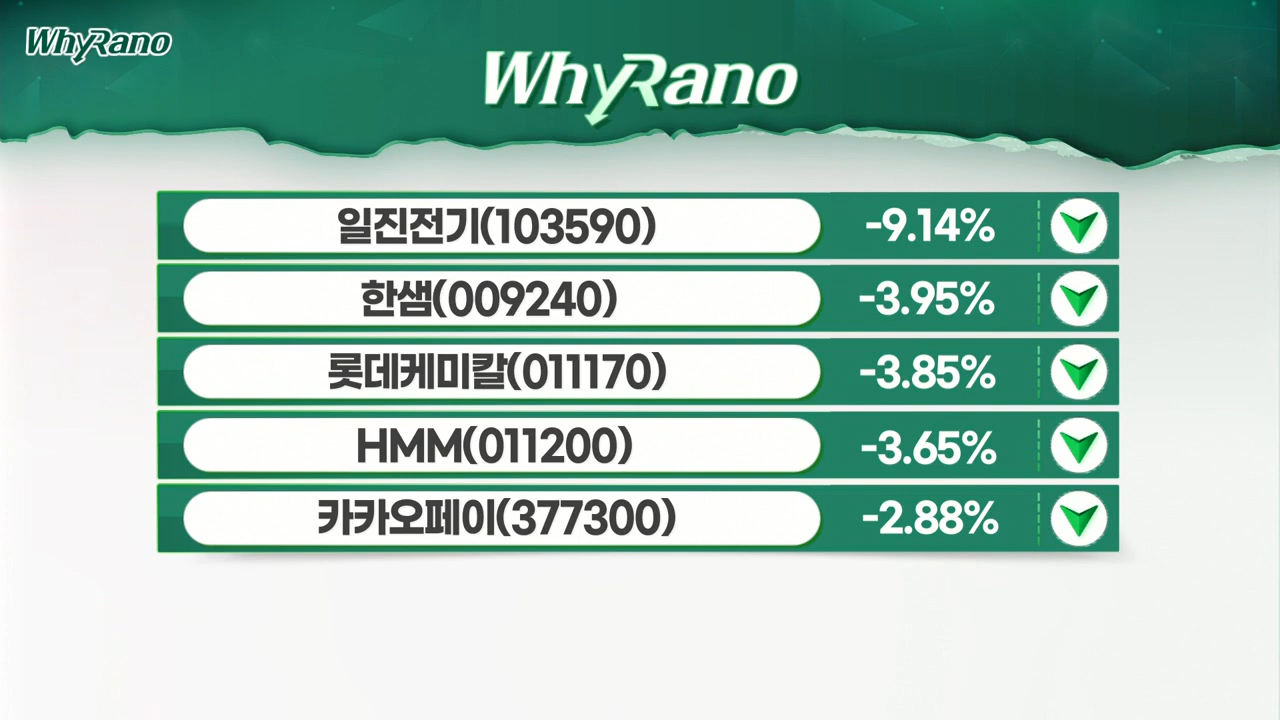 WhyRano
WhyRano
일진전기(103590) -9.14%
한샘(009240) -3.95%
롯데케미칼(011170) -3.85%
HMM(011200) -3.65%
카카오페이(377300) -2.88%